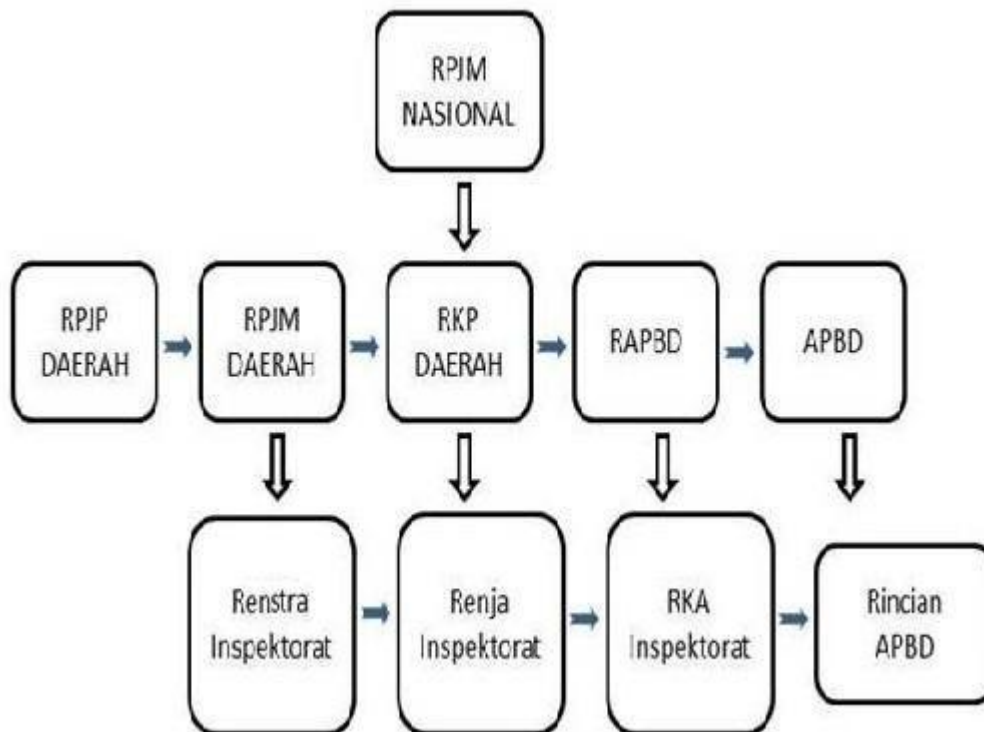 RPJM
NASIONAL
RPJP
DAERAH
RPJM
DAERAH
RKP
DAERAH
RAPBD
APBD
Renstra
Inspektorat
Renja
Inspektorat
RKA
Inspektorat
Rincian
APBD